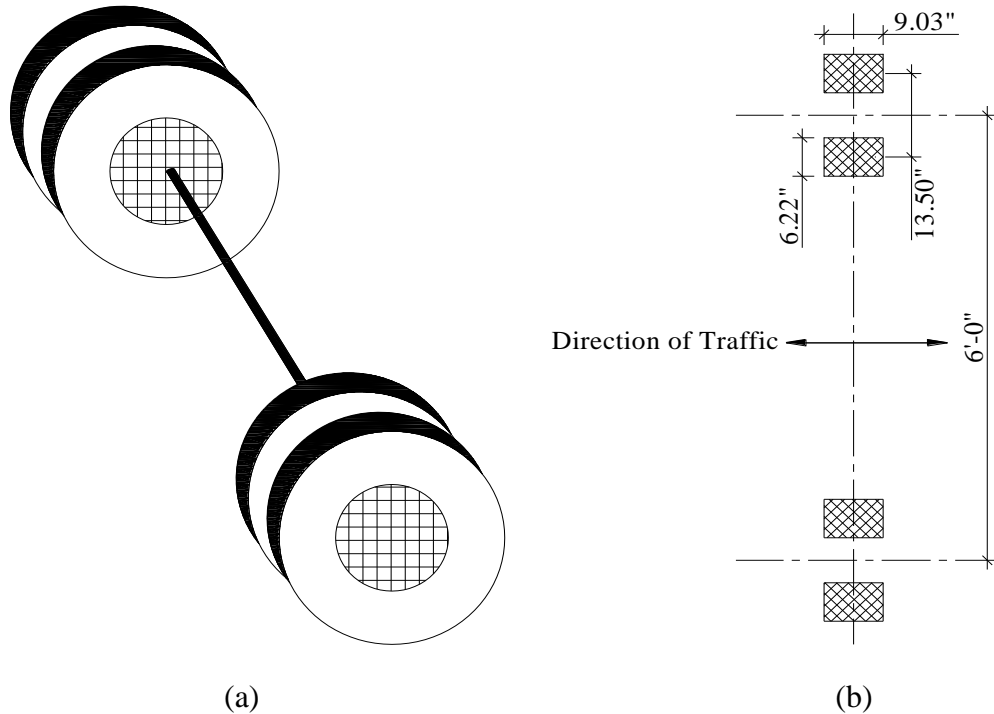 9.03"
6.22"
13.50"
Direction of Traffic
6'-0"
(a)
(b)